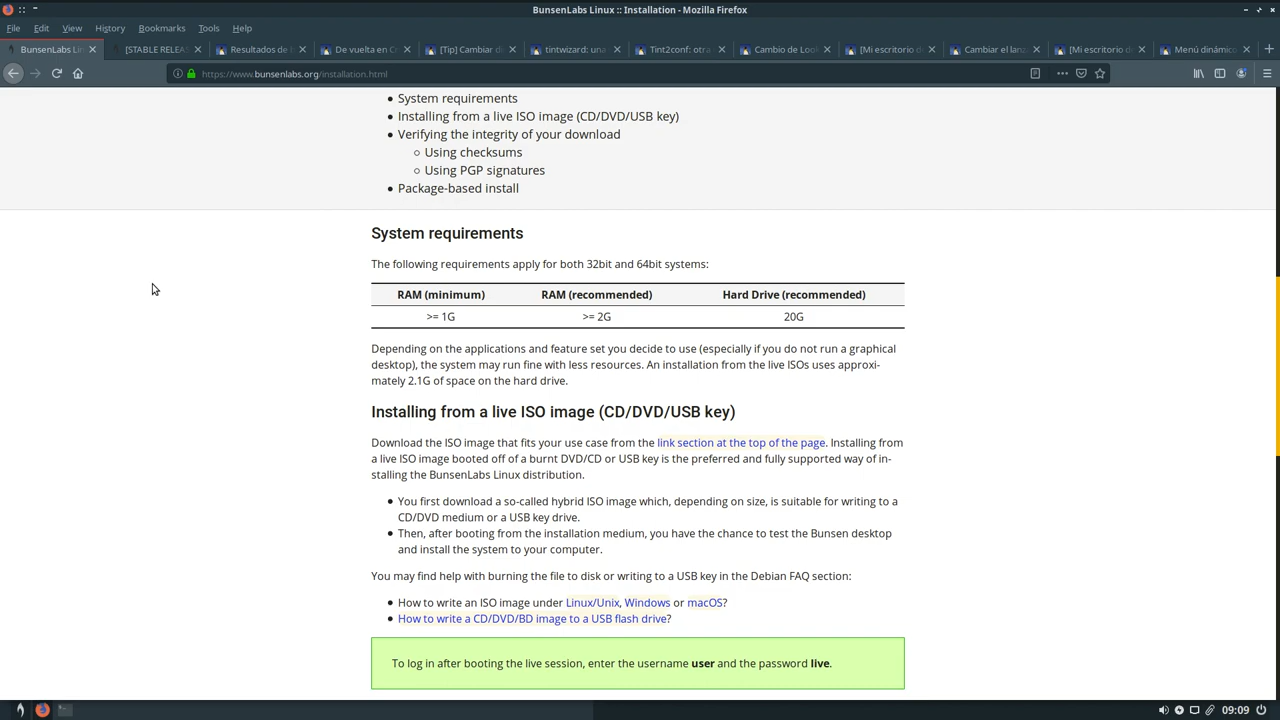 BunsenLabs Linux :: Installation - Mozilla Firefox
File Edit View History Bookmarks Tools Help
BunsenLabs Li
[STABLE RELEA
Resultados de
De vuelta en C
[Tip] Cambiar d
tintwizard: una
Tint2conf: otra
Cambio de Loo
[Mi escritorio d
Cambiar el lanz
[Mi escritorio d
Menú dinámic
https://www.bunsenlabs.org/installation.html
• System requirements
• Installing from a live ISO image (CD/DVD/USB key)
• Verifying the integrity of your download
○ Using checksums
○ Using PGP signatures
• Package-based install
System requirements
The following requirements apply for both 32bit and 64bit systems:
RAM (minimum) RAM (recommended) Hard Drive (recommended)
>= 1G >= 2G 20G
Depending on the applications and feature set you decide to use (especially if you do not run a graphical
desktop), the system may run fine with less resources. An installation from the live ISOs uses approxi-
mately 2.1G of space on the hard drive.
Installing from a live ISO image (CD/DVD/USB key)
Download the ISO image that fits your use case from the link section at the top of the page. Installing from
a live ISO image booted off of a burnt DVD/CD or USB key is the preferred and fully supported way of in-
stalling the BunsenLabs Linux distribution.
• You first download a so-called hybrid ISO image which, depending on size, is suitable for writing to a
CD/DVD medium or a USB key drive.
• Then, after booting from the installation medium, you have the chance to test the Bunsen desktop
and install the system to your computer.
You may find help with burning the file to disk or writing to a USB key in the Debian FAQ section:
• How to write an ISO image under Linux/Unix, Windows or macOS?
• How to write a CD/DVD/BD image to a USB flash drive?
To log in after booting the live session, enter the username user and the password live.
09:09